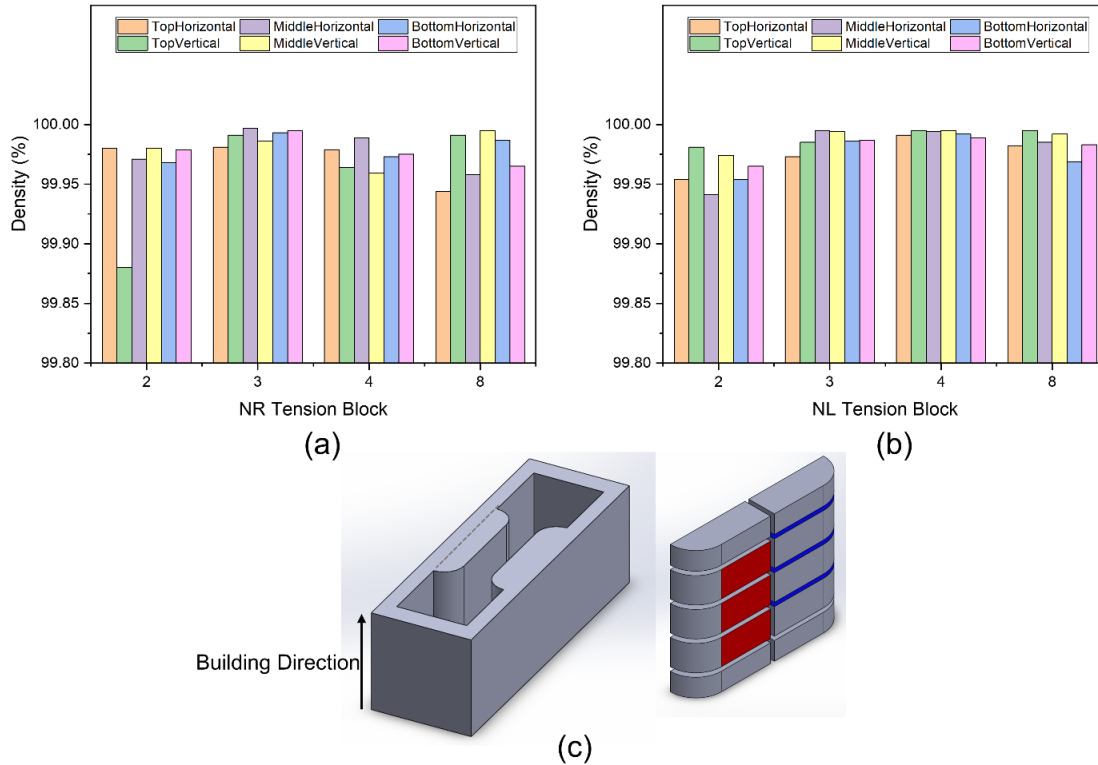 TopHorizontal MiddleHorizontal BottomHorizontal
TopVertical MiddleVertical BottomVertical
100.00
99.95
99.90
99.85
99.80
Density (%)
2 3 4 8
NR Tension Block
(a)
TopHorizontal MiddleHorizontal BottomHorizontal
TopVertical MiddleVertical BottomVertical
100.00
99.95
99.90
99.85
99.80
Density (%)
2 3 4 8
NL Tension Block
(b)
Building Direction
(c)